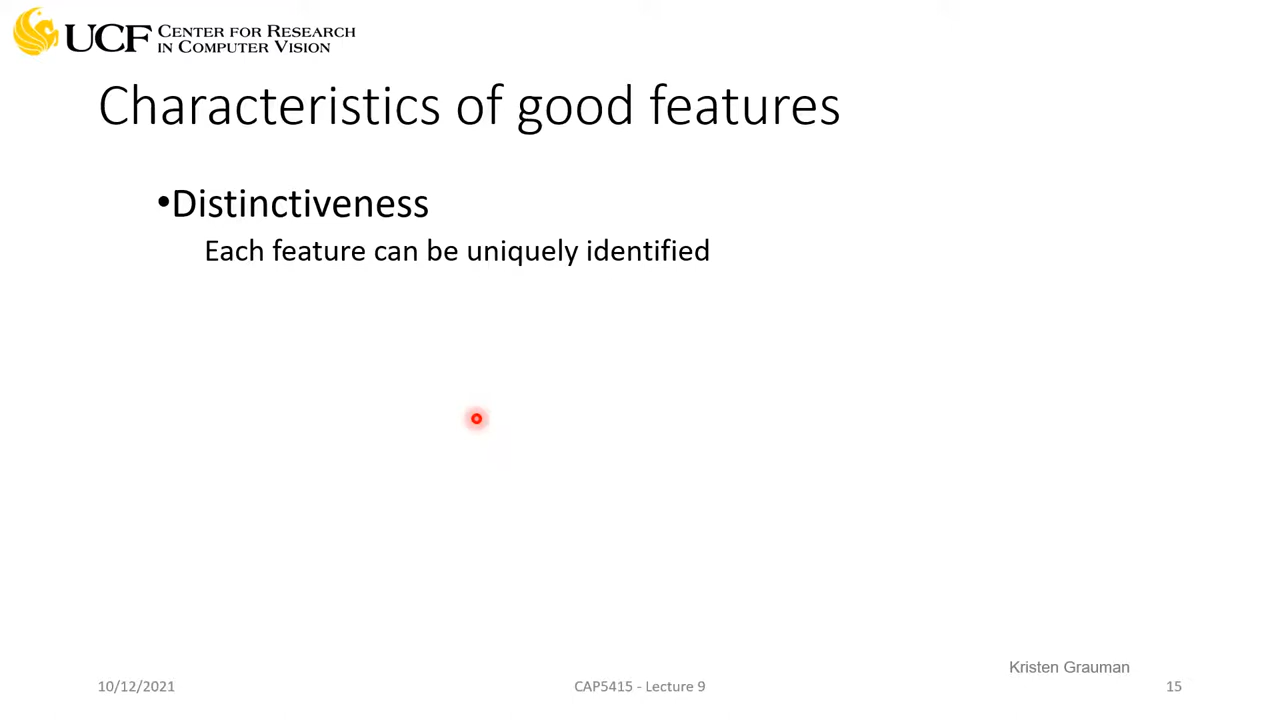 UCF CENTER FOR RESEARCH
IN COMPUTER VISION
Characteristics of good features
•Distinctiveness
Each feature can be uniquely identified
Kristen Grauman
10/12/2021 CAP5415 - Lecture 9 15